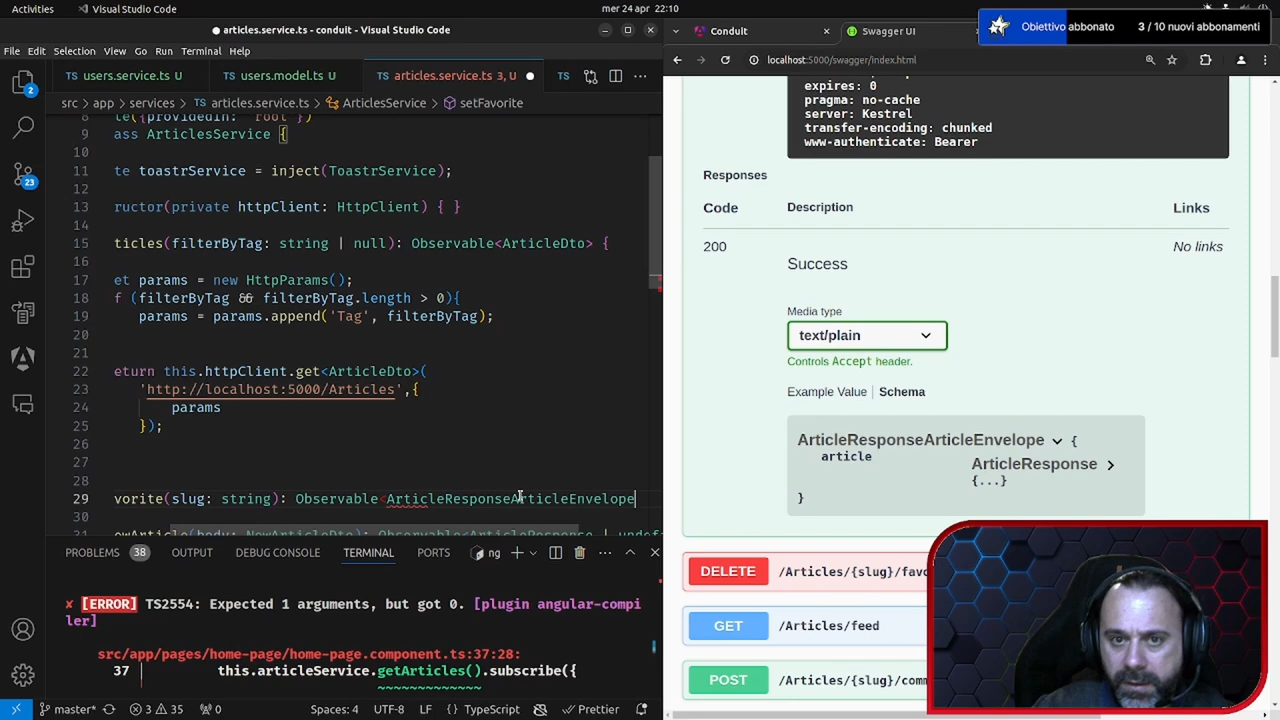 Activities
Visual Studio Code
mer 24 apr 22:10
articles.service.ts - conduit - Visual Studio Code
File Edit Selection View Go Run Terminal Help
users.service.ts U
users.model.ts U
articles.service.ts 3, U
TS
src > app > services > TS articles.service.ts > ArticlesService > setFavorite
9 ass ArticlesService {
10
11 te toastrService = inject(ToastrService);
12
13 ructor(private httpClient: HttpClient) { }
14
15 ticles(filterByTag: string | null): Observable<ArticleDto> {
16
17 et params = new HttpParams();
18 f (filterByTag && filterByTag.length > 0){
19 params = params.append('Tag', filterByTag);
20
21
22 eturn this.httpClient.get<ArticleDto>(
23 'http://localhost:5000/Articles',{
24 params
25 });
26
27
28
29 vorite(slug: string): Observable<ArticleResponseArticleEnvelope
30
PROBLEMS 38 OUTPUT DEBUG CONSOLE TERMINAL PORTS ng
✘ [ERROR] TS2554: Expected 1 arguments, but got 0. [plugin angular-compi
ler]
src/app/pages/home-page/home-page.component.ts:37:28:
37 │ this.articleService.getArticles().subscribe({
~~~~~~~~~~~~~
master* 3 35 0 Spaces: 4 UTF-8 LF {} TypeScript Prettier
2
23
Conduit
Swagger UI
localhost:5000/swagger/index.html
Obiettivo abbonato 3 / 10 nuovi abbonamenti
expires: 0
pragma: no-cache
server: Kestrel
transfer-encoding: chunked
www-authenticate: Bearer
Responses
Code Description Links
200 Success No links
Media type
text/plain
Controls Accept header.
Example Value Schema
ArticleResponseArticleEnvelope {
article ArticleResponse
{...}
}
DELETE /Articles/{slug}/favo
GET /Articles/feed
POST /Articles/{slug}/comm